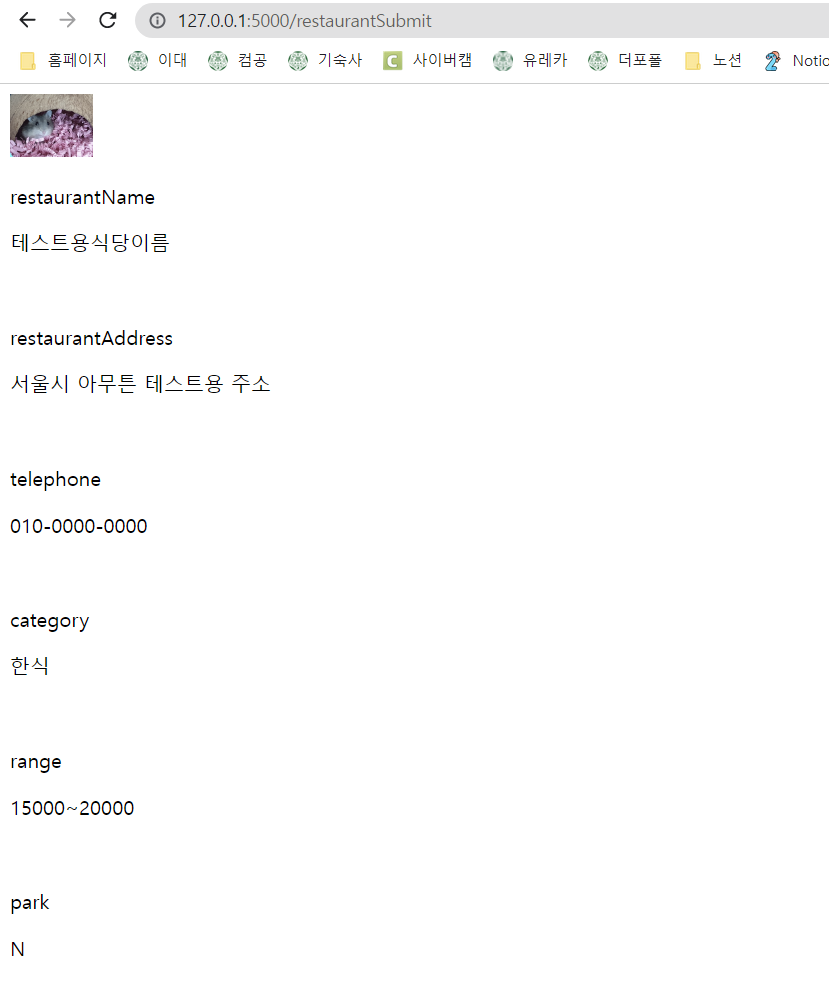 127.0.0.1:5000/restaurantSubmit
홈페이지 이대 컴공 기숙사 C 사이버캠 유레카 더포폴 노션 Notio
restaurantName
테스트용식당이름
restaurantAddress
서울시 아무튼 테스트용 주소
telephone
010-0000-0000
category
한식
range
15000~20000
park
N